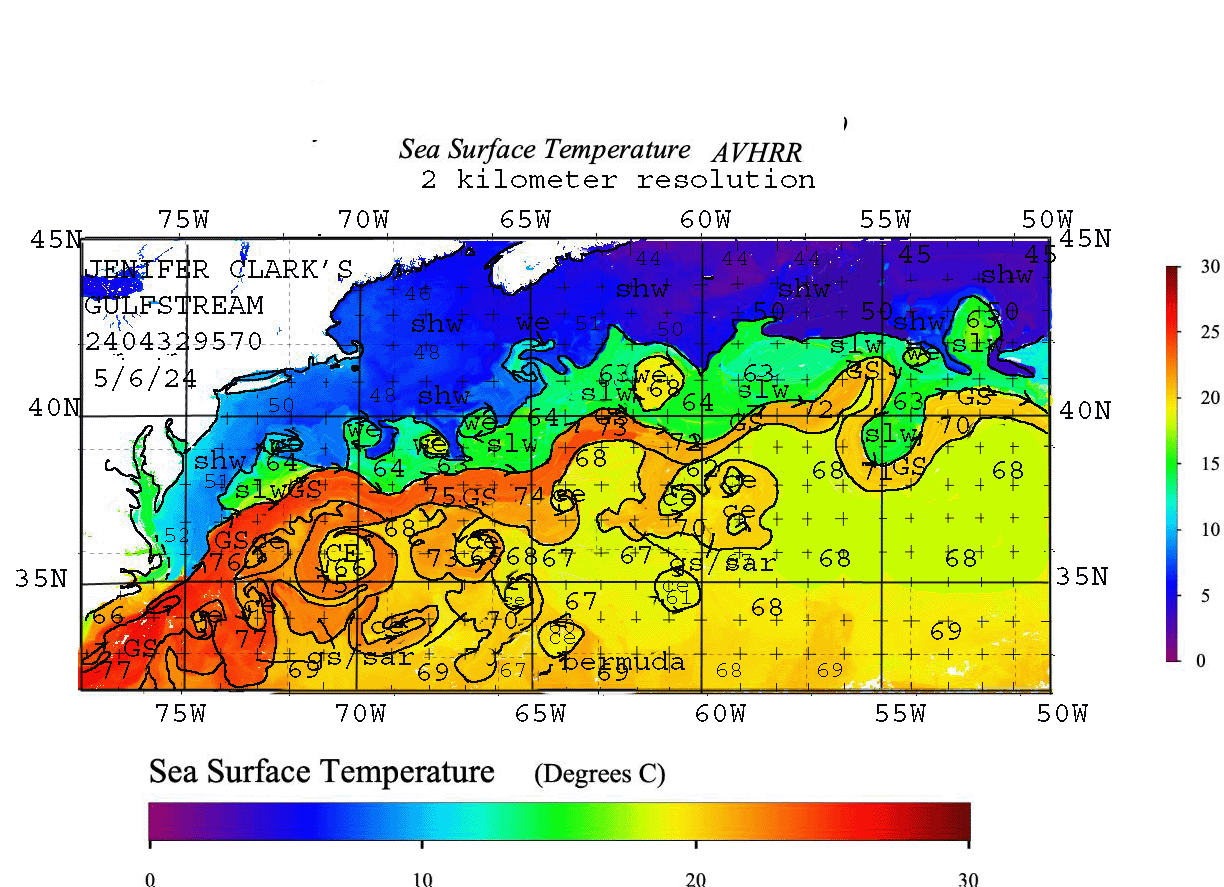 Sea Surface Temperature AVHRR
2 kilometer resolution
75W 70W 65W 60W 55W 50W
45N 45N
JENIFER CLARK'S
GULFSTREAM
2404329570
5/6/24
44 44 44 45 45
shw shw shw
46
shw we 51 50 50 50 shw 63 50
48 slw we slw
48 shw 63 we 68 63 slw GS
50 slw 64 64 72 63 GS
40N 40N
we we we 73 GS 70
we slw 72 slw
shw 64 64 63 68 62 68 71 GS 68
51 slw GS 75 GS 74 ce ce ce
52 68 70 ce
GS ce CE ce gs/sar
76 66 73 68 68 67 67 68 68
75
35N 35N
66 ce ce ce 67 ce 61 68
GS 77 ce 70 69
77 gs/sar 88 bermuda
69 69 67 69 68 69
75W 70W 65W 60W 55W 50W
30
25
20
15
10
5
0
Sea Surface Temperature (Degrees C)
0 10 20 30